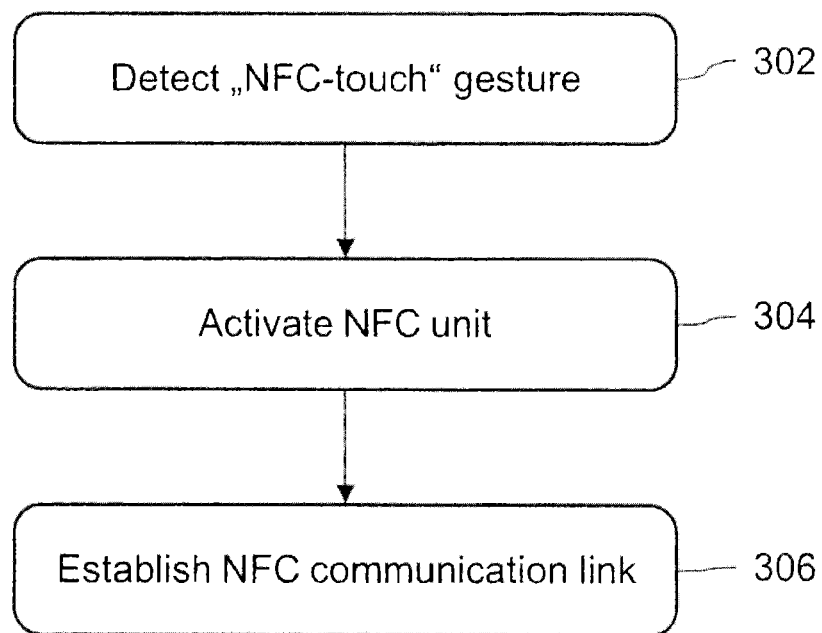 Detect „NFC-touch“ gesture
302
Activate NFC unit
304
Establish NFC communication link
306